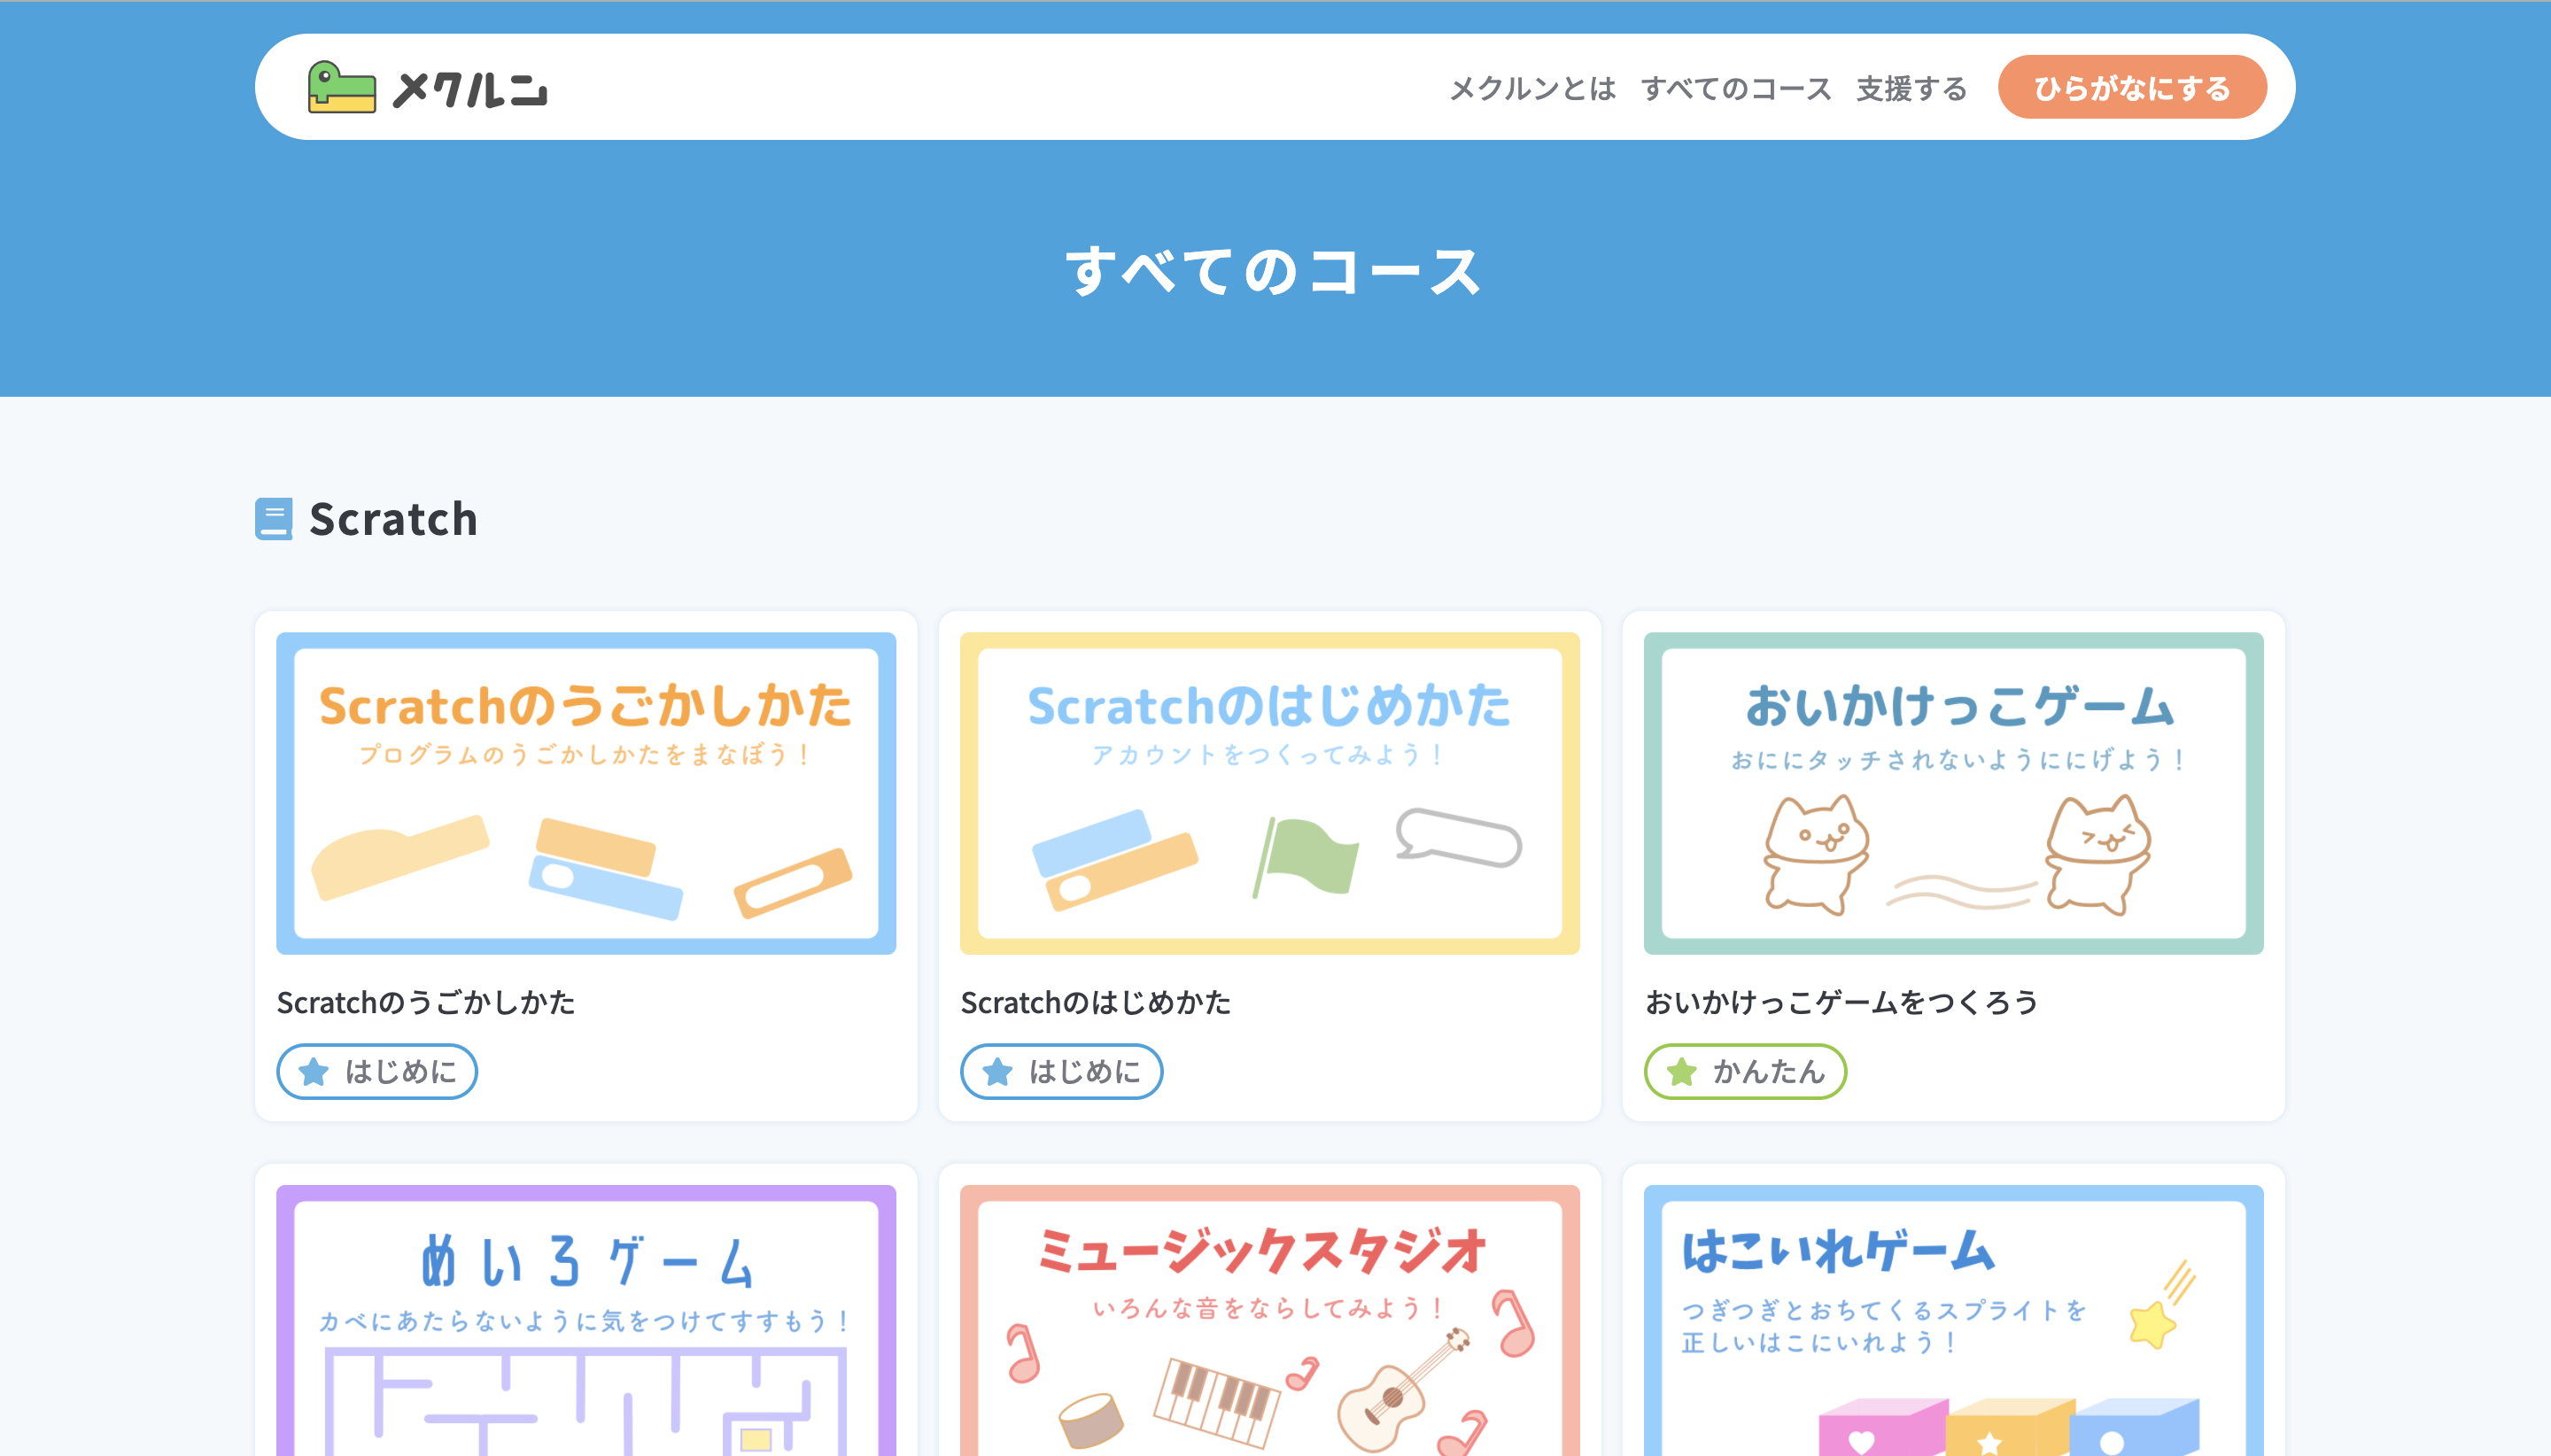 メクルン
メクルンとは すべてのコース 支援する ひらがなにする
すべてのコース
Scratch
Scratchのうごかしかた
プログラムのうごかしかたをまなぼう！
Scratchのうごかしかた
はじめに
Scratchのはじめかた
アカウントをつくってみよう！
Scratchのはじめかた
はじめに
おいかけっこゲーム
おににタッチされないようににげよう！
おいかけっこゲームをつくろう
かんたん
めいろゲーム
カベにあたらないように気をつけてすすもう！
ミュージックスタジオ
いろんな音をならしてみよう！
はこいれゲーム
つぎつぎとおちてくるスプライトを
正しいはこにいれよう！